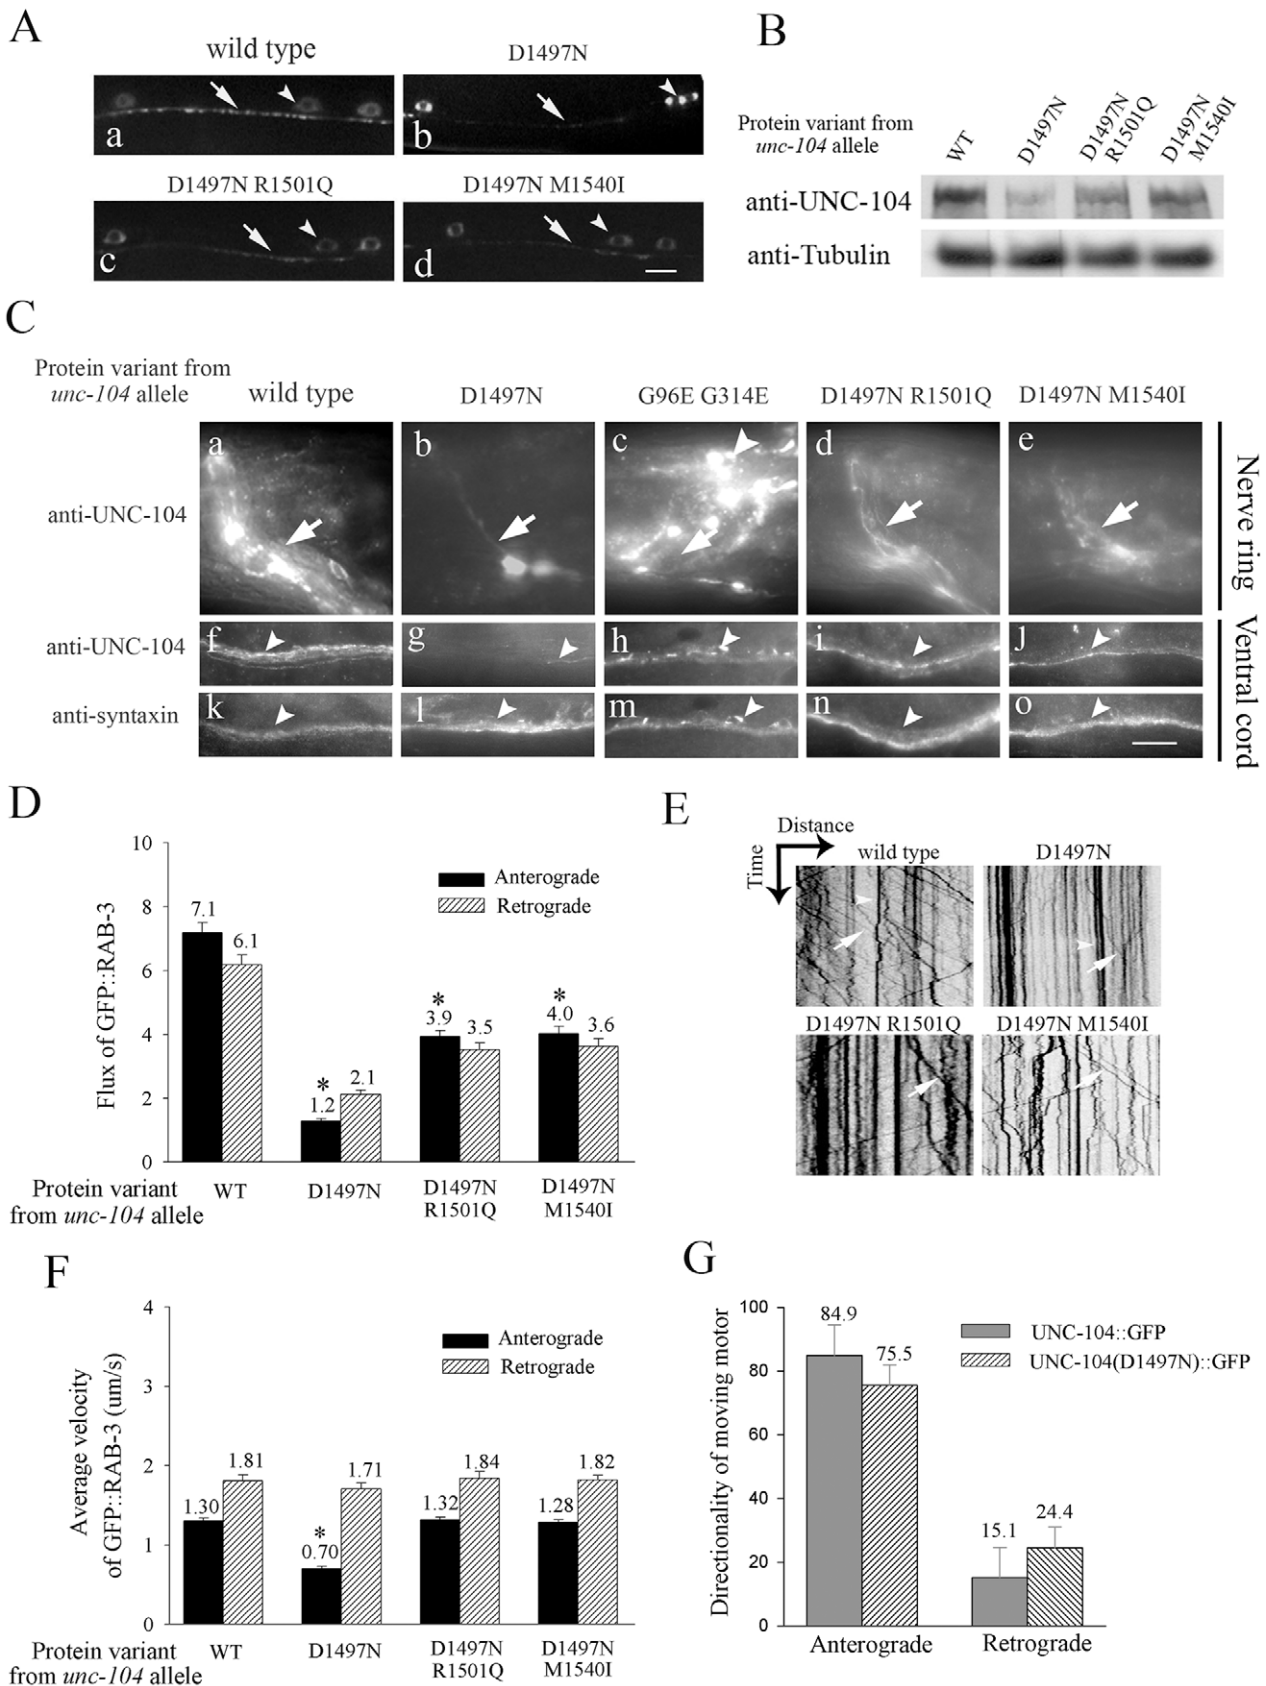 A
wild type
D1497N
a
b
D1497N R1501Q
D1497N M1540I
c
d
B
Protein variant from
unc-104 allele
WT
D1497N
D1497N
R1501Q
D1497N
M1540I
anti-UNC-104
anti-Tubulin
C
Protein variant from
unc-104 allele
wild type
D1497N
G96E G314E
D1497N R1501Q
D1497N M1540I
anti-UNC-104
a
b
c
d
e
Nerve ring
anti-UNC-104
f
g
h
i
J
anti-syntaxin
k
l
m
n
o
Ventral cord
D
Flux of GFP::RAB-3
10
8
6
4
2
0
Anterograde
Retrograde
7.1
6.1
*
1.2
2.1
*
3.9
3.5
*
4.0
3.6
Protein variant
from unc-104 allele
WT
D1497N
D1497N
R1501Q
D1497N
M1540I
E
Distance
Time
wild type
D1497N
D1497N R1501Q
D1497N M1540I
F
Average velocity
of GFP::RAB-3 (um/s)
4
3
2
1
0
Anterograde
Retrograde
1.30
1.81
*
0.70
1.71
1.32
1.84
1.28
1.82
Protein variant
from unc-104 allele
WT
D1497N
D1497N
R1501Q
D1497N
M1540I
G
Directionality of moving motor
100
80
60
40
20
0
UNC-104::GFP
UNC-104(D1497N)::GFP
84.9
75.5
15.1
24.4
Anterograde
Retrograde